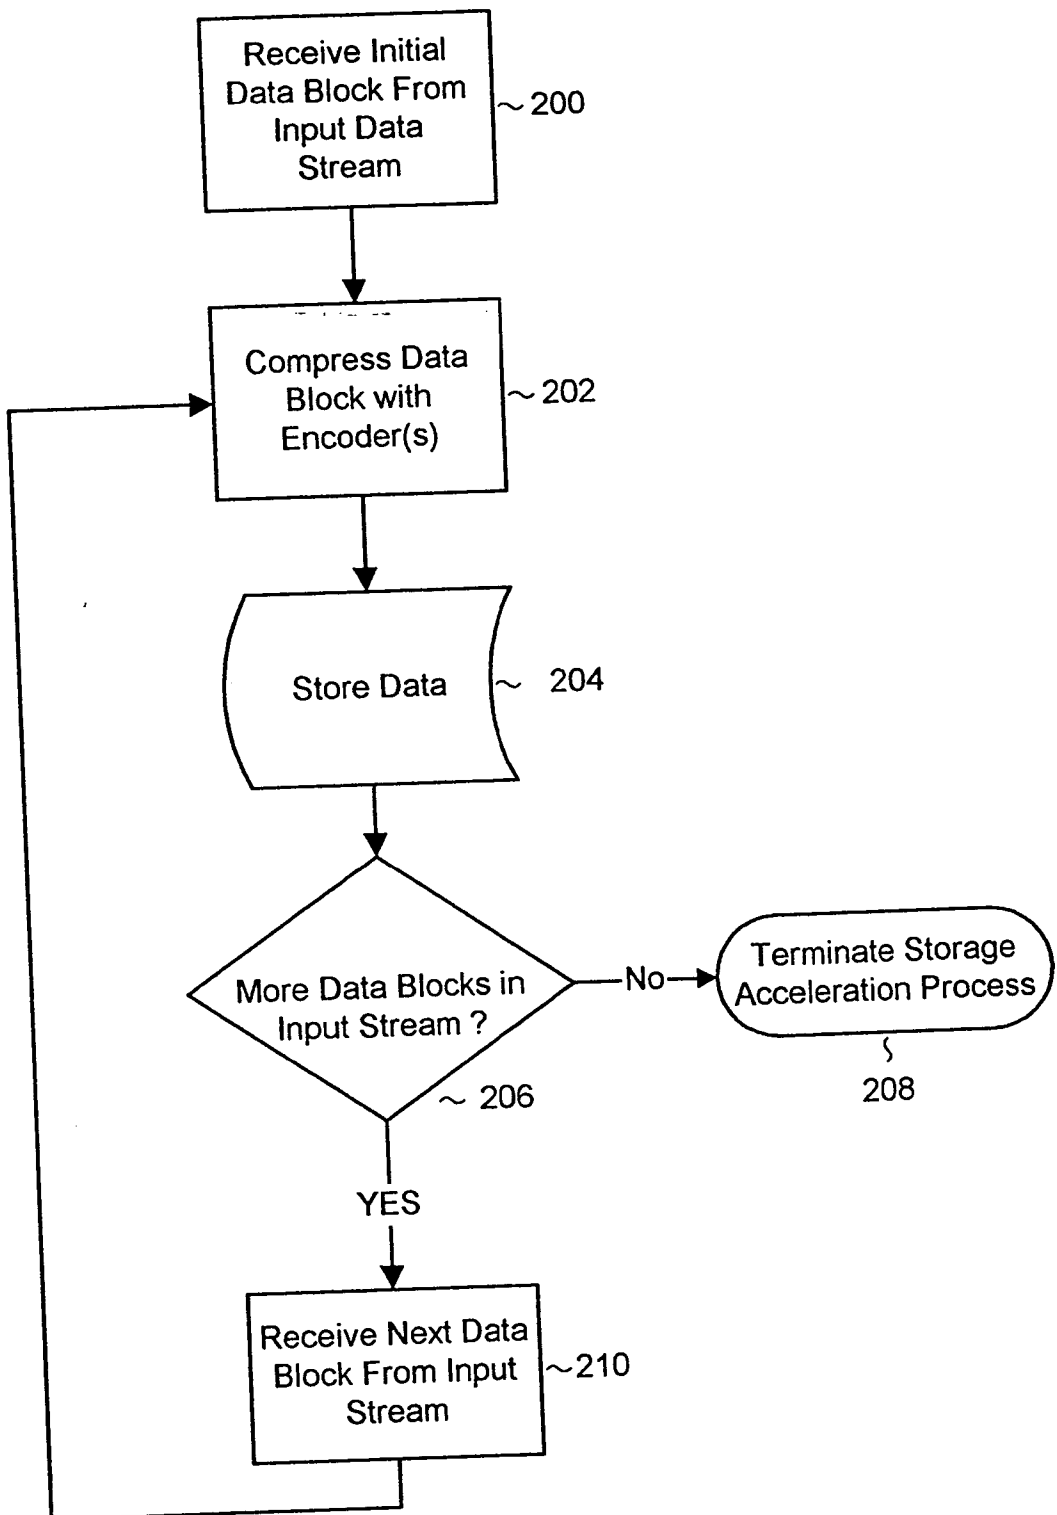 Receive Initial
Data Block From
Input Data
Stream
200
Compress Data
Block with
Encoder(s)
202
Store Data
204
More Data Blocks in
Input Stream ?
206
No
Terminate Storage
Acceleration Process
208
YES
Receive Next Data
Block From Input
Stream
210